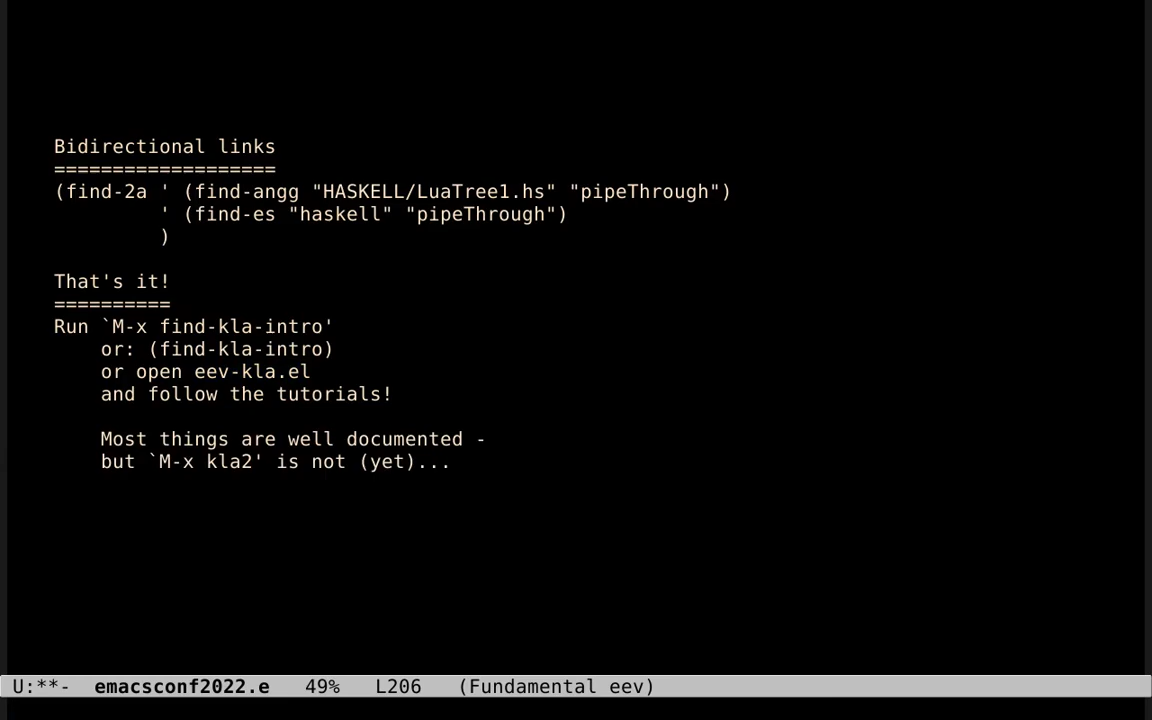 Bidirectional links
===================
(find-2a ' (find-angg "HASKELL/LuaTree1.hs" "pipeThrough")
         ' (find-es "haskell" "pipeThrough")
         )
That's it!
==========
Run `M-x find-kla-intro'
    or: (find-kla-intro)
    or open eev-kla.el
    and follow the tutorials!
    Most things are well documented -
    but `M-x kla2' is not (yet)...
U:**-  emacsconf2022.e   49%   L206   (Fundamental eev)